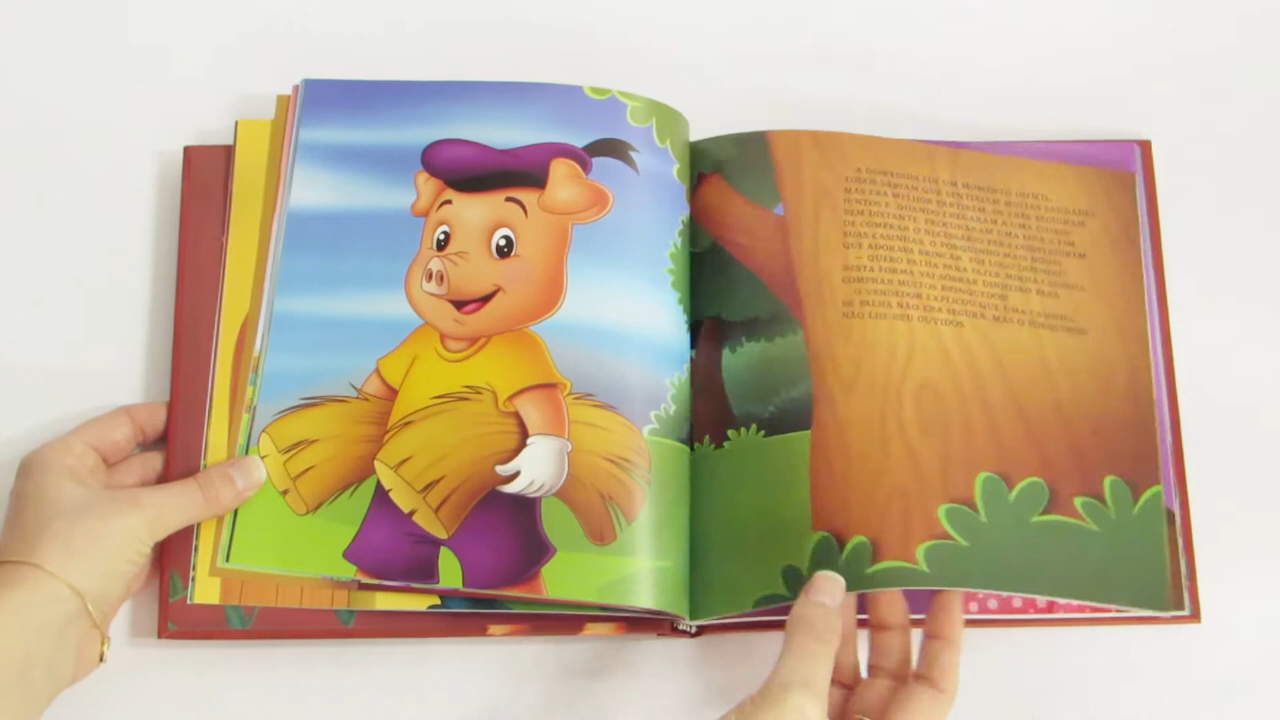 A DESPEDIDA FOI UM MOMENTO DIFÍCIL.
TODOS SABIAM QUE SENTIRIAM MUITAS SAUDADES,
MAS ERA MELHOR PARTIREM. OS TRÊS SEGUIRAM
JUNTOS E, QUANDO CHEGARAM A UMA CIDADE
BEM DISTANTE, PROCURARAM UMA LOJA A FIM
DE COMPRAR O NECESSÁRIO PARA CONSTRUÍREM
SUAS CASINHAS. O PORQUINHO MAIS NOVO,
QUE ADORAVA BRINCAR, FOI LOGO DIZENDO:
— QUERO PALHA PARA FAZER MINHA CASINHA.
DESTA FORMA VAI SOBRAR DINHEIRO PARA
COMPRAR MUITOS BRINQUEDOS!
O VENDEDOR EXPLICOU QUE UMA CASINHA
DE PALHA NÃO ERA SEGURA, MAS O PORQUINHO
NÃO LHE DEU OUVIDOS.